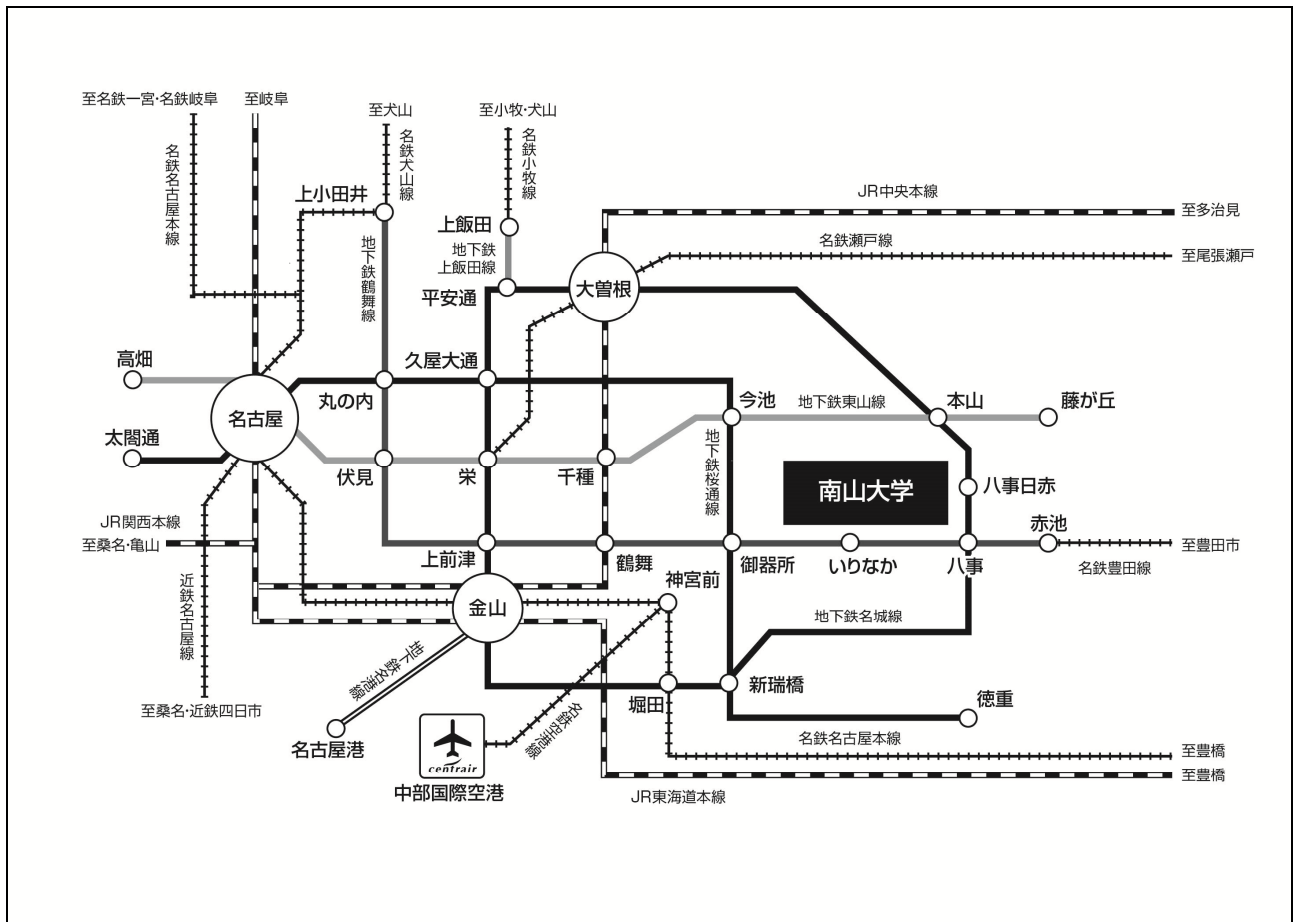 至名鉄一宮・名鉄岐阜
至岐阜
至犬山
至小牧・犬山
名鉄名古屋本線
名鉄犬山線
名鉄小牧線
上小田井
JR中央本線
至多治見
上飯田
地下鉄鶴舞線
地下鉄
上飯田線
名鉄瀬戸線
至尾張瀬戸
平安通
大曽根
高畑
久屋大通
名古屋
丸の内
今池
地下鉄東山線
本山
藤が丘
太閤通
伏見
栄
千種
地下鉄桜通線
南山大学
八事日赤
JR関西本線
至桑名・亀山
上前津
鶴舞
御器所
いりなか
八事
赤池
至豊田市
名鉄豊田線
近鉄名古屋線
金山
神宮前
地下鉄名城線
地下鉄名港線
至桑名・近鉄四日市
名古屋港
堀田
新瑞橋
徳重
名鉄空港線
centrair
中部国際空港
名鉄名古屋本線
至豊橋
至豊橋
JR東海道本線